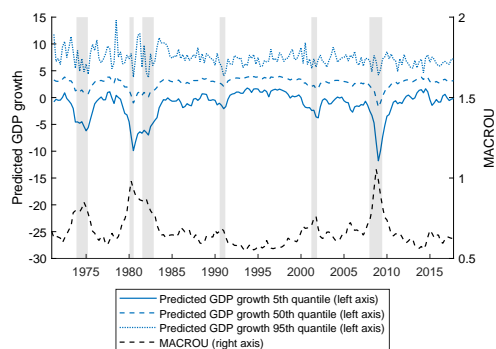 15
10
5
0
-5
-10
-15
-20
-25
-30
Predicted GDP growth
2
1.5
1
0.5
MACROU
1975 1980 1985 1990 1995 2000 2005 2010 2015
Predicted GDP growth 5th quantile (left axis)
Predicted GDP growth 50th quantile (left axis)
Predicted GDP growth 95th quantile (left axis)
MACROU (right axis)